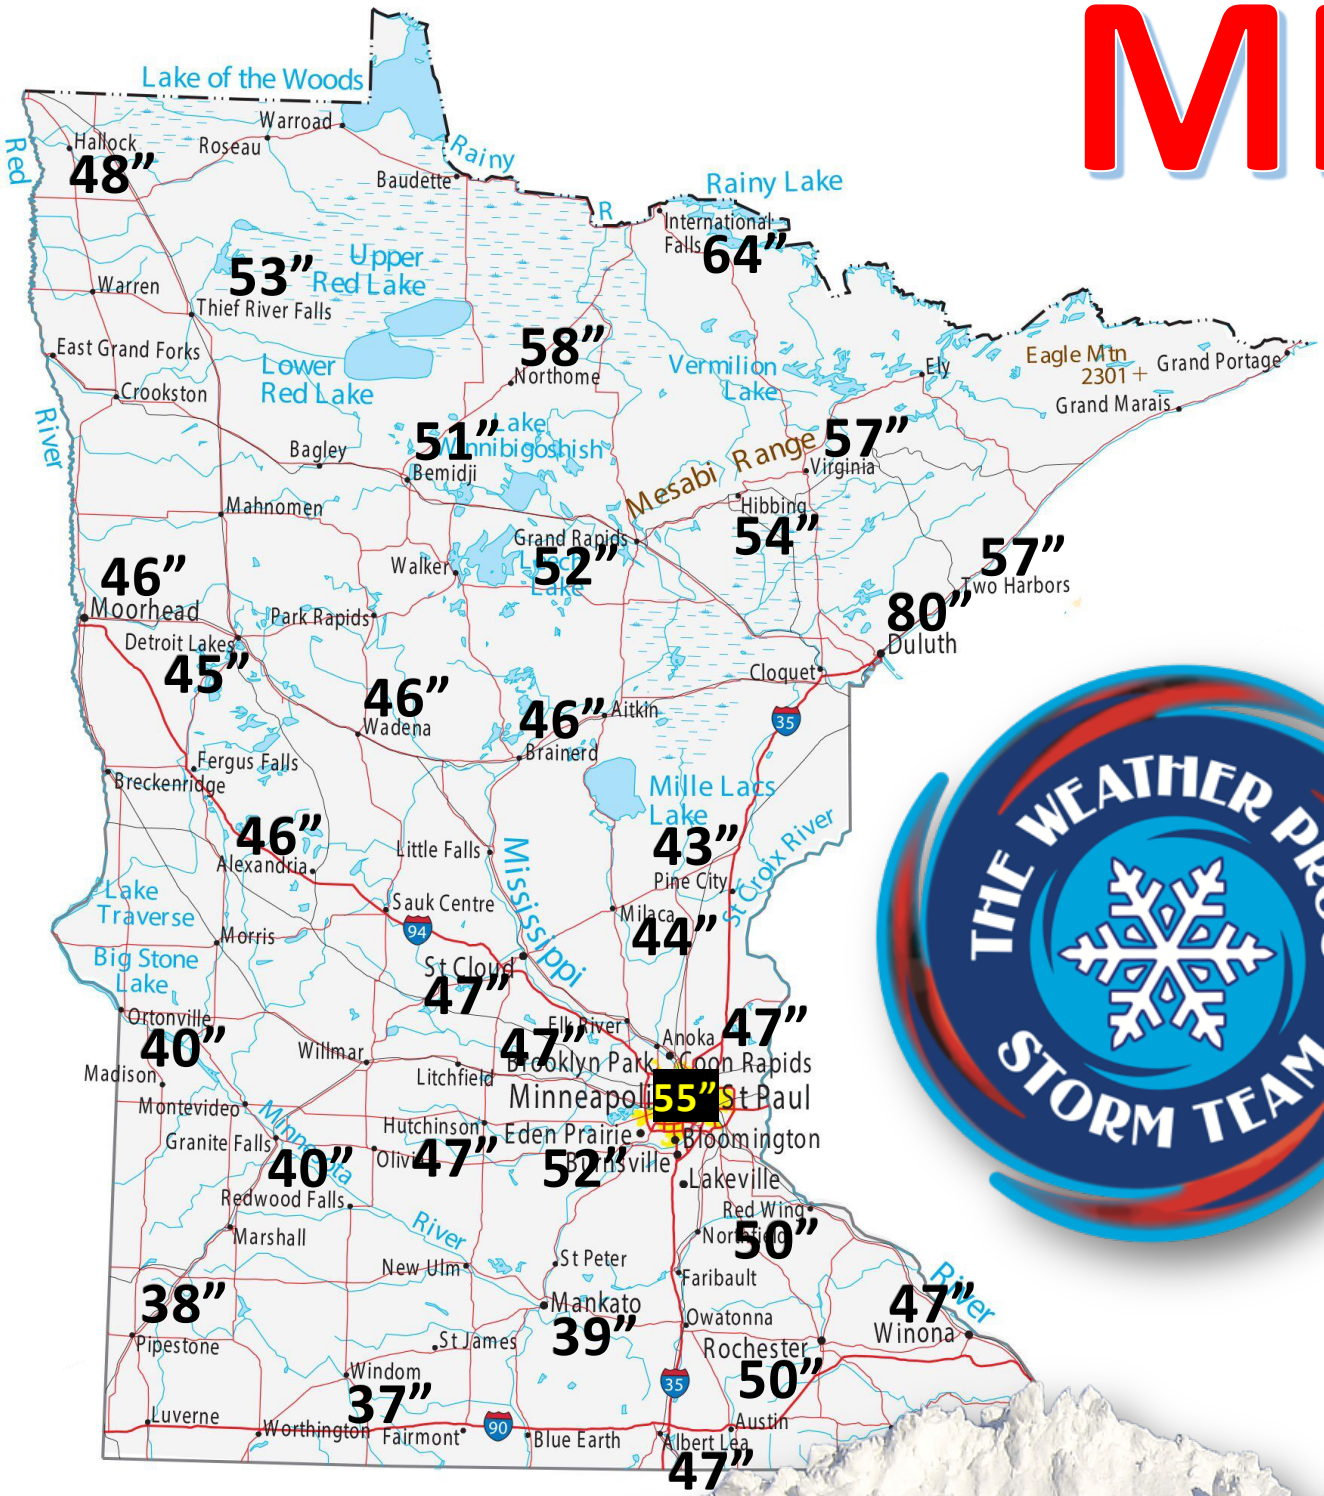 M
Lake of the Woods
Warroad
Roseau
Hallock
48”
Red
Rainy
Baudette
R
Rainy Lake
International
Falls
64”
53”
Upper
Red Lake
Warren
Thief River Falls
58”
Northome
East Grand Forks
Lower
Red Lake
Crookston
Vermilion
Lake
Ely
Eagle Mtn
2301 +
Grand Portage
Grand Marais
River
51”
Lake
Winnibigoshish
Bagley
Bemidji
Mesabi Range
57”
Virginia
Mahnomen
Hibbing
54”
Grand Rapids
52”
Leech
Lake
Walker
57”
Two Harbors
46”
Moorhead
Park Rapids
80”
Duluth
Detroit Lakes
45”
Cloquet
46”
Wadena
46”
Aitkin
Brainerd
35
Fergus Falls
Breckenridge
Mille Lacs
Lake
46”
Alexandria
Little Falls
Mississippi
43”
Pine City
St Croix River
Lake
Traverse
Sauk Centre
94
Milaca
44”
Morris
Big Stone
Lake
St Cloud
47”
Ortonville
40”
Elk River
47”
Anoka
47”
Willmar
Brooklyn Park
Coon Rapids
Madison
Litchfield
Minneapoli
55”
St Paul
Montevideo
Minnesota
Hutchinson
Eden Prairie
Bloomington
Granite Falls
Olivia
47”
52”
Burnsville
40”
Redwood Falls
Lakeville
Red Wing
Northfield
50”
Marshall
River
New Ulm
St Peter
Faribault
River
38”
Mankato
39”
Owatonna
47”
Winona
Pipestone
St James
Rochester
50”
Windom
37”
35
Luverne
Worthington
Fairmont
90
Blue Earth
Austin
Albert Lea
47”
THE WEATHER PRO
STORM TEAM